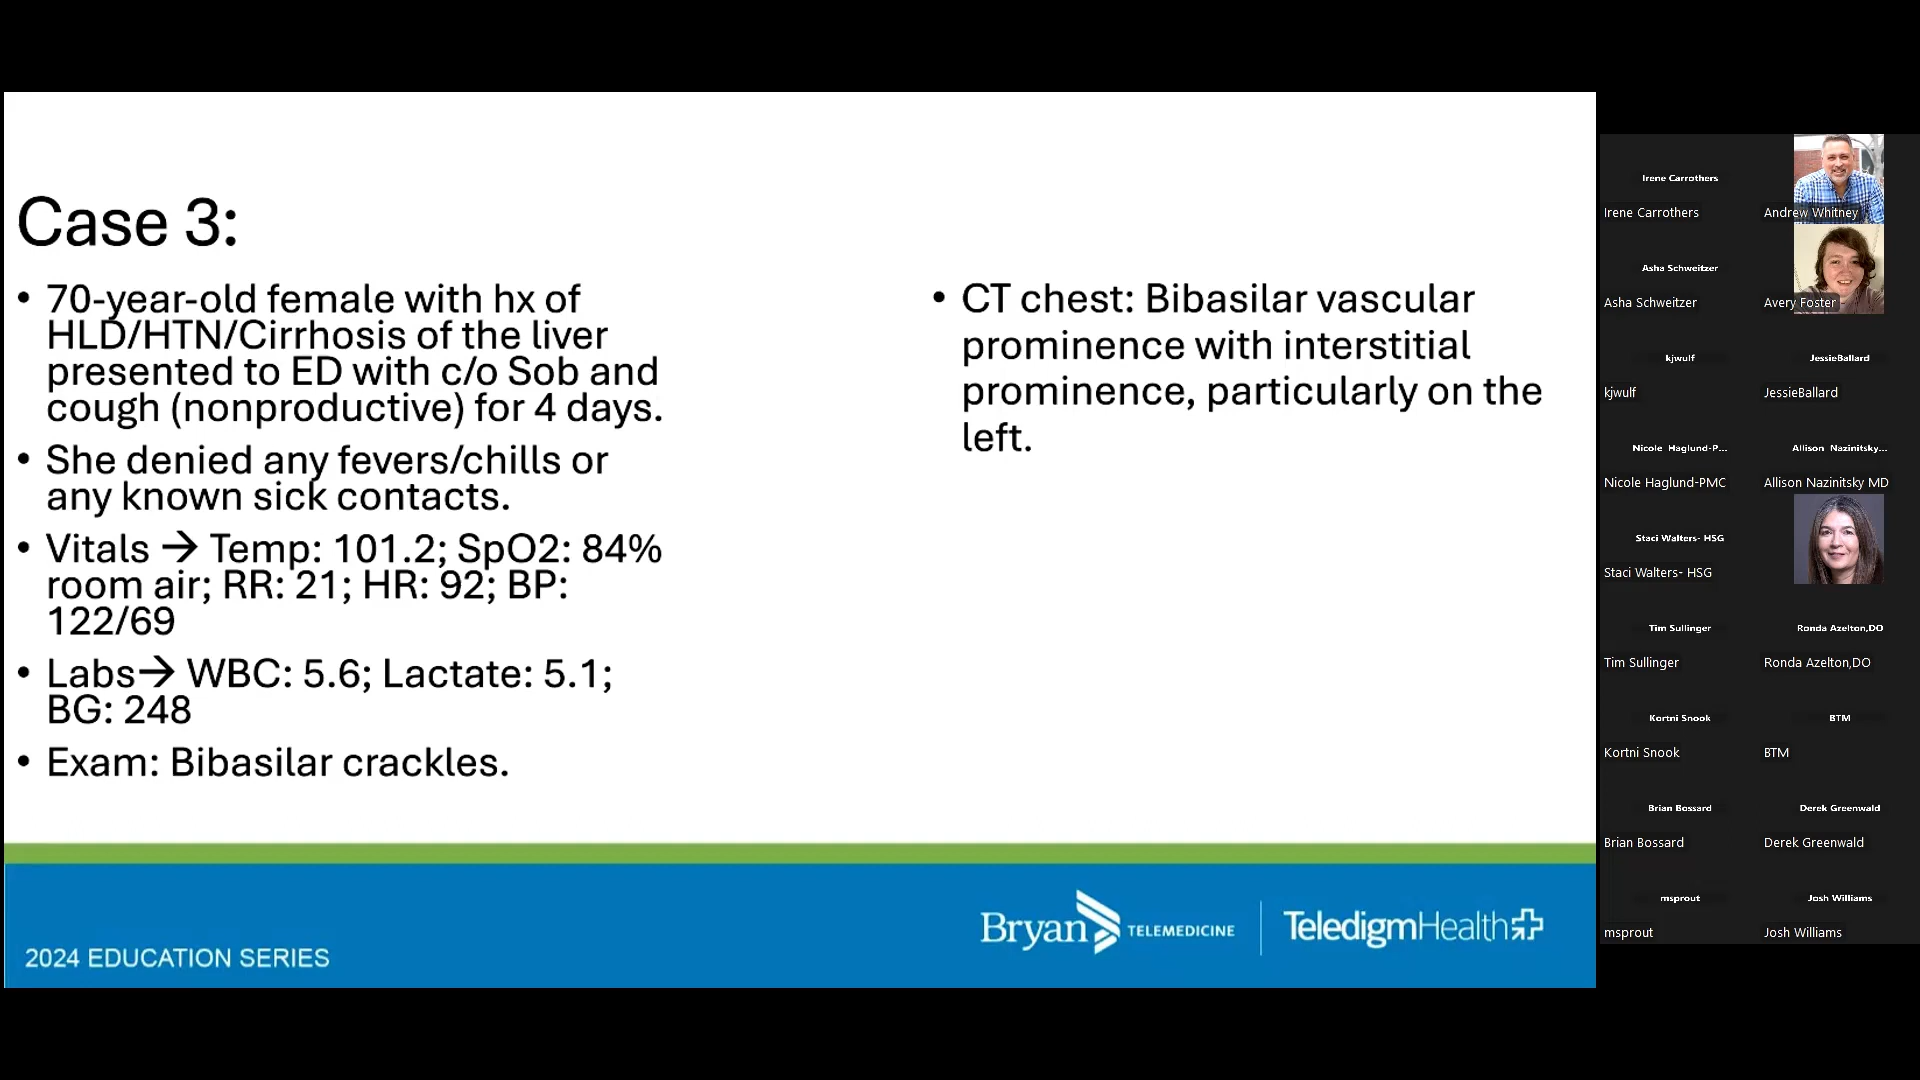 Case 3:
• 70-year-old female with hx of
HLD/HTN/Cirrhosis of the liver
presented to ED with c/o Sob and
cough (nonproductive) for 4 days.
• She denied any fevers/chills or
any known sick contacts.
• Vitals → Temp: 101.2; SpO2: 84%
room air; RR: 21; HR: 92; BP:
122/69
• Labs→ WBC: 5.6; Lactate: 5.1;
BG: 248
• Exam: Bibasilar crackles.
• CT chest: Bibasilar vascular
prominence with interstitial
prominence, particularly on the
left.
2024 EDUCATION SERIES
Bryan TELEMEDICINE
TeledigmHealth
Irene Carrothers
Irene Carrothers
Andrew Whitney
Asha Schweitzer
Asha Schweitzer
Avery Foster
kjwulf
kjwulf
JessieBallard
JessieBallard
Nicole Haglund-P...
Nicole Haglund-PMC
Allison Nazinitsky...
Allison Nazinitsky MD
Staci Walters- HSG
Staci Walters- HSG
Tim Sullinger
Tim Sullinger
Ronda Azelton,DO
Ronda Azelton,DO
Kortni Snook
Kortni Snook
BTM
BTM
Brian Bossard
Brian Bossard
Derek Greenwald
Derek Greenwald
msprout
msprout
Josh Williams
Josh Williams